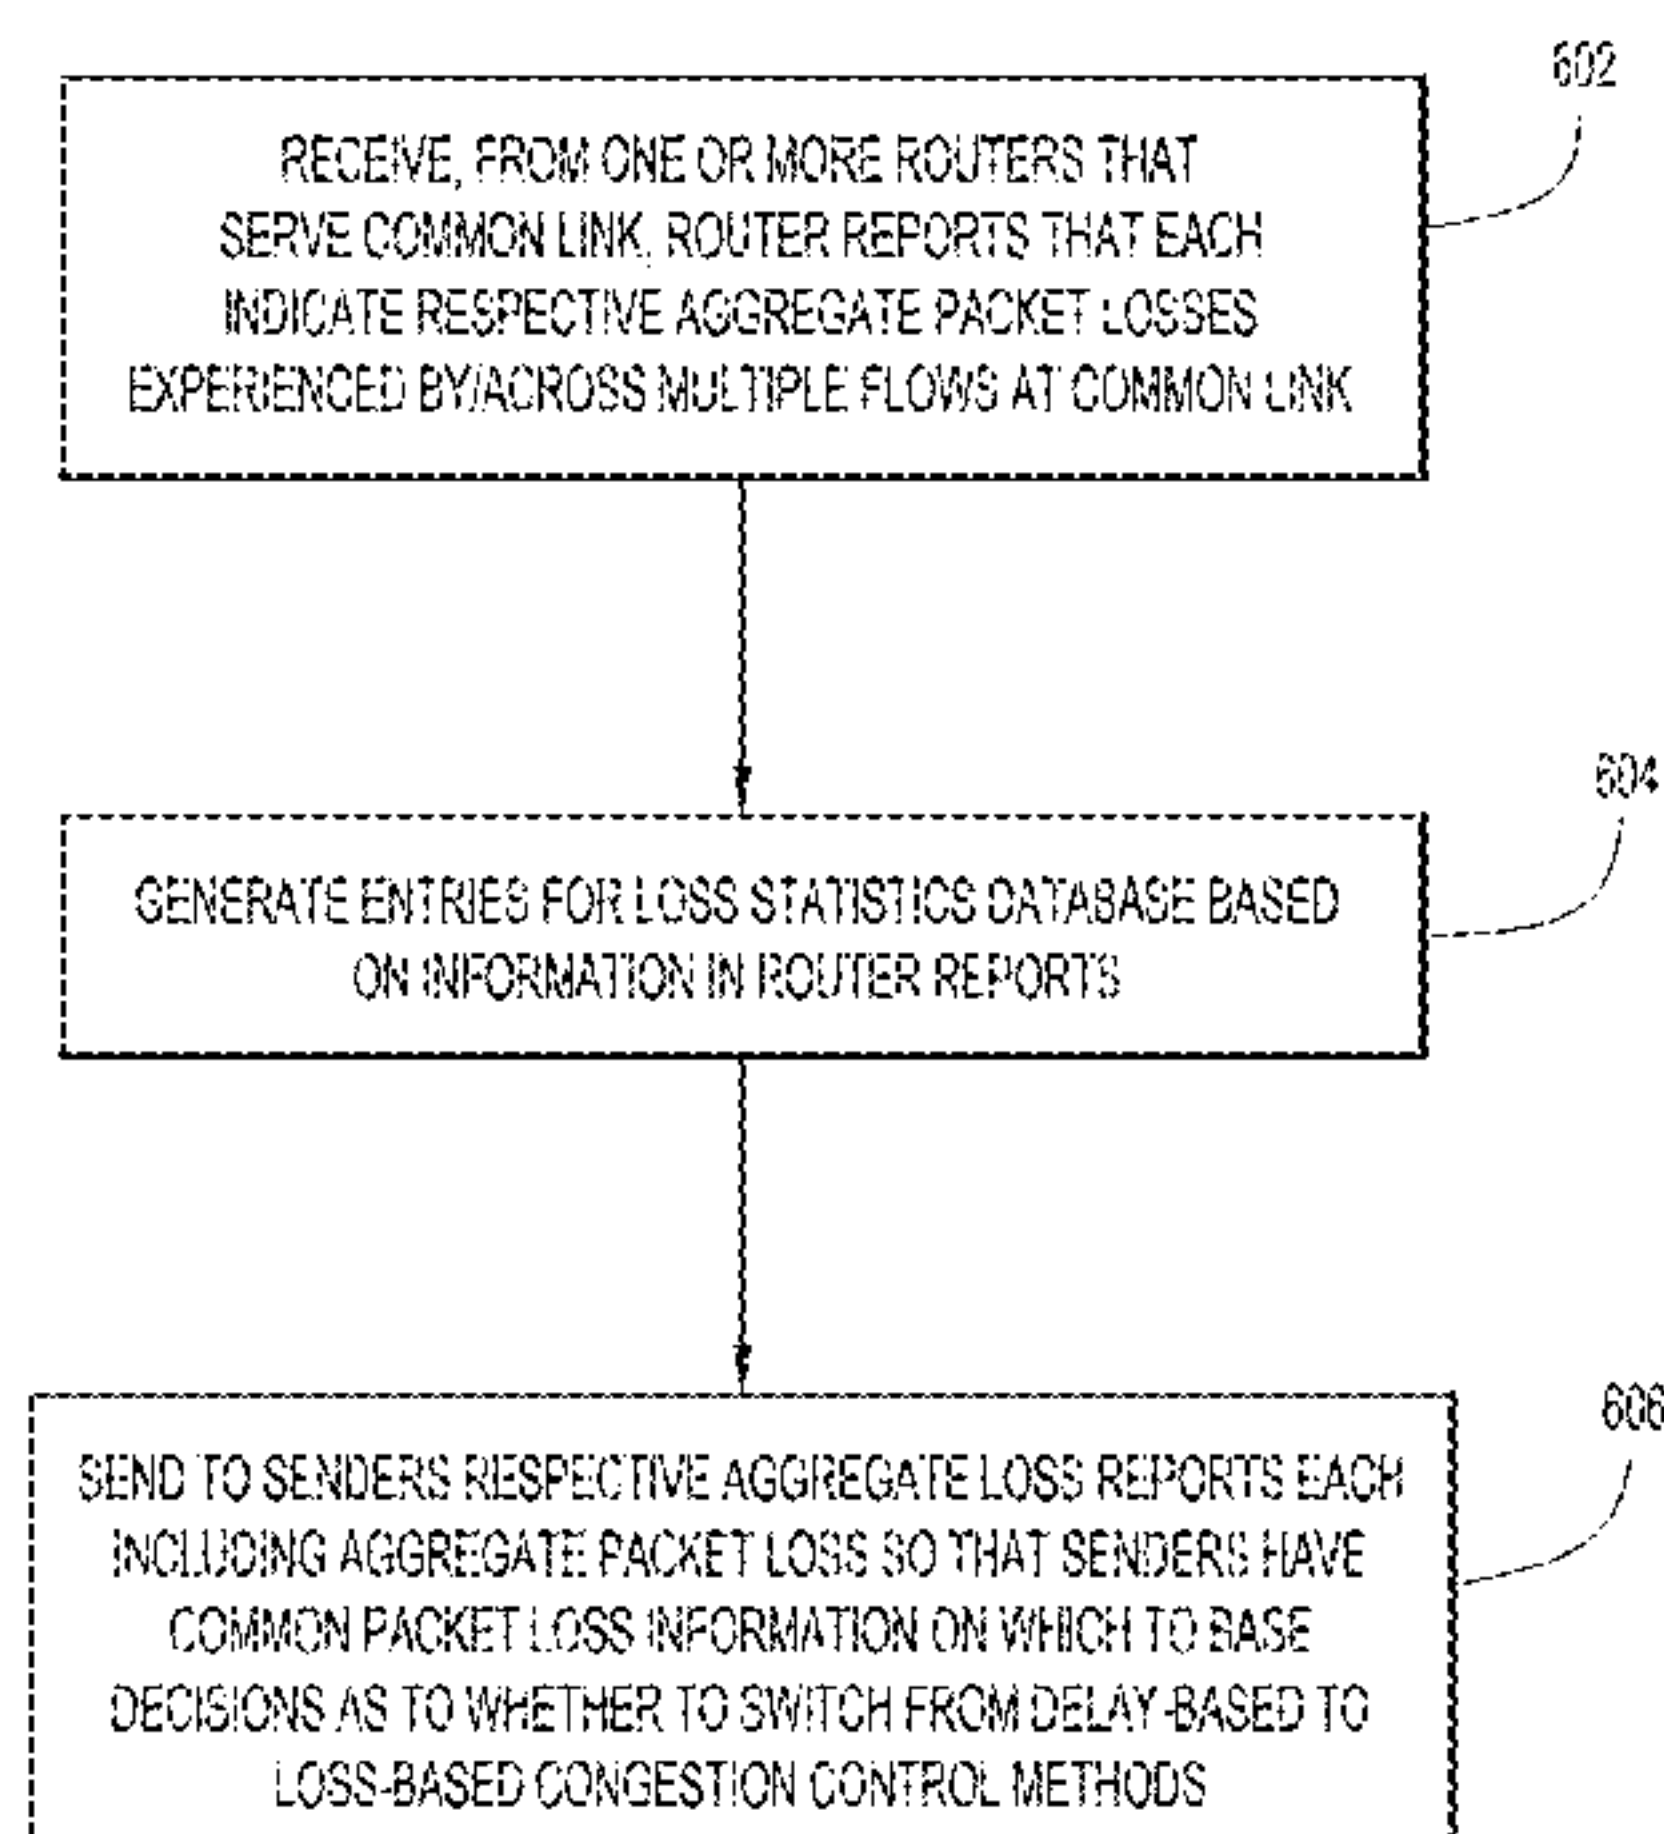 602
RECEIVE, FROM ONE OR MORE ROUTERS THAT
SERVE COMMON LINK, ROUTER REPORTS THAT EACH
INDICATE RESPECTIVE AGGREGATE PACKET LOSSES
EXPERIENCED BY/ACROSS MULTIPLE FLOWS AT COMMON LINK
604
GENERATE ENTRIES FOR LOSS STATISTICS DATABASE BASED
ON INFORMATION IN ROUTER REPORTS
606
SEND TO SENDERS RESPECTIVE AGGREGATE LOSS REPORTS EACH
INCLUDING AGGREGATE PACKET LOSS SO THAT SENDERS HAVE
COMMON PACKET LOSS INFORMATION ON WHICH TO BASE
DECISIONS AS TO WHETHER TO SWITCH FROM DELAY-BASED TO
LOSS-BASED CONGESTION CONTROL METHODS